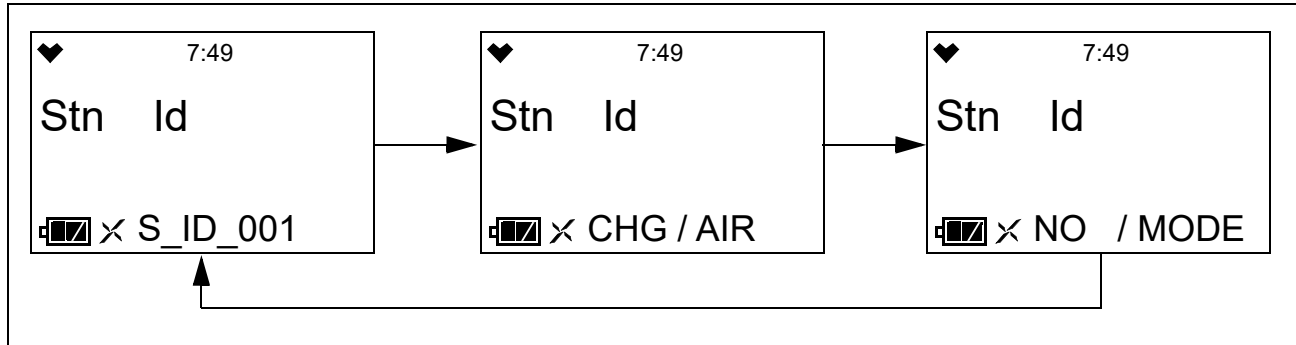 7:49
Stn Id
S_ID_001
7:49
Stn Id
CHG / AIR
7:49
Stn Id
NO / MODE